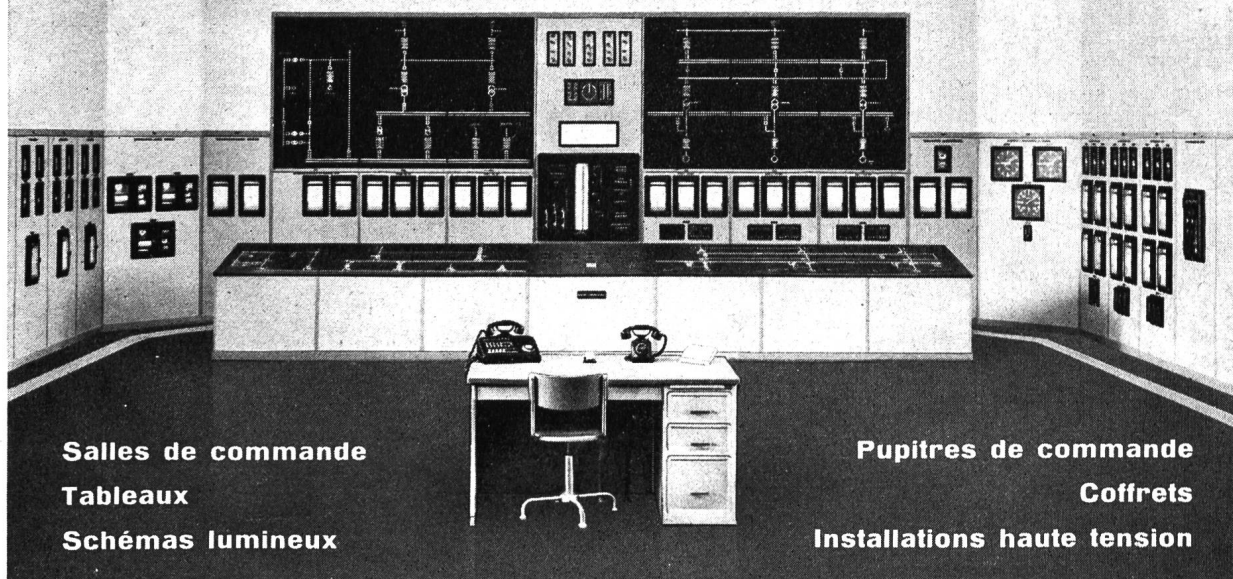 Salles de commande
Tableaux
Schémas lumineux
Pupitres de commande
Coffrets
Installations haute tension